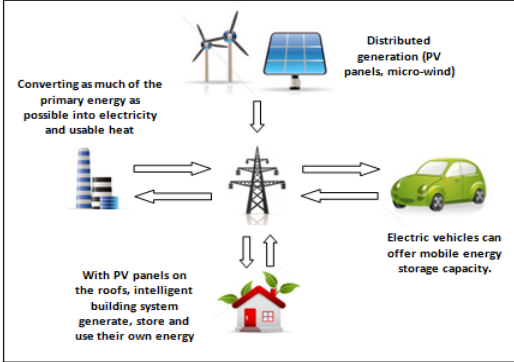 Distributed
generation (PV
panels, micro-wind)
Converting as much of the
primary energy as
possible into electricity
and usable heat
Electric vehicles can
offer mobile energy
storage capacity.
With PV panels on
the roofs, intelligent
building system
generate, store and
use their own energy